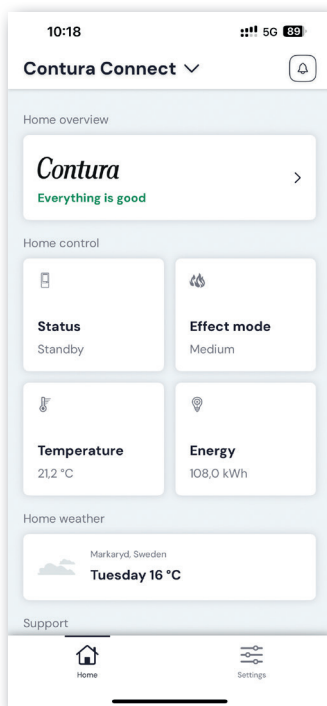 10:18
5G 89
Contura Connect
Home overview
Contura
Everything is good
Home control
Status
Standby
Effect mode
Medium
Temperature
21,2 °C
Energy
108,0 kWh
Home weather
Markaryd, Sweden
Tuesday 16 °C
Support
Home
Settings